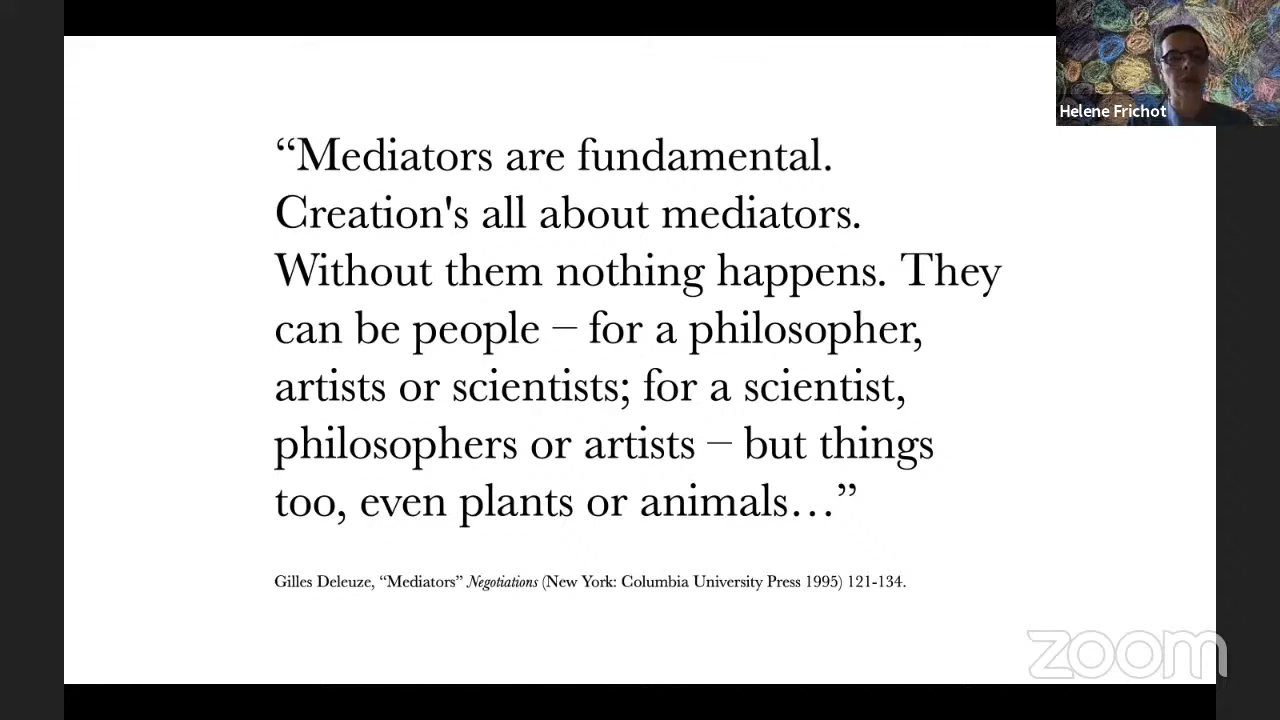 Helene Frichot
“Mediators are fundamental.
Creation's all about mediators.
Without them nothing happens. They
can be people – for a philosopher,
artists or scientists; for a scientist,
philosophers or artists – but things
too, even plants or animals…”
Gilles Deleuze, “Mediators” Negotiations (New York: Columbia University Press 1995) 121-134.
zoom